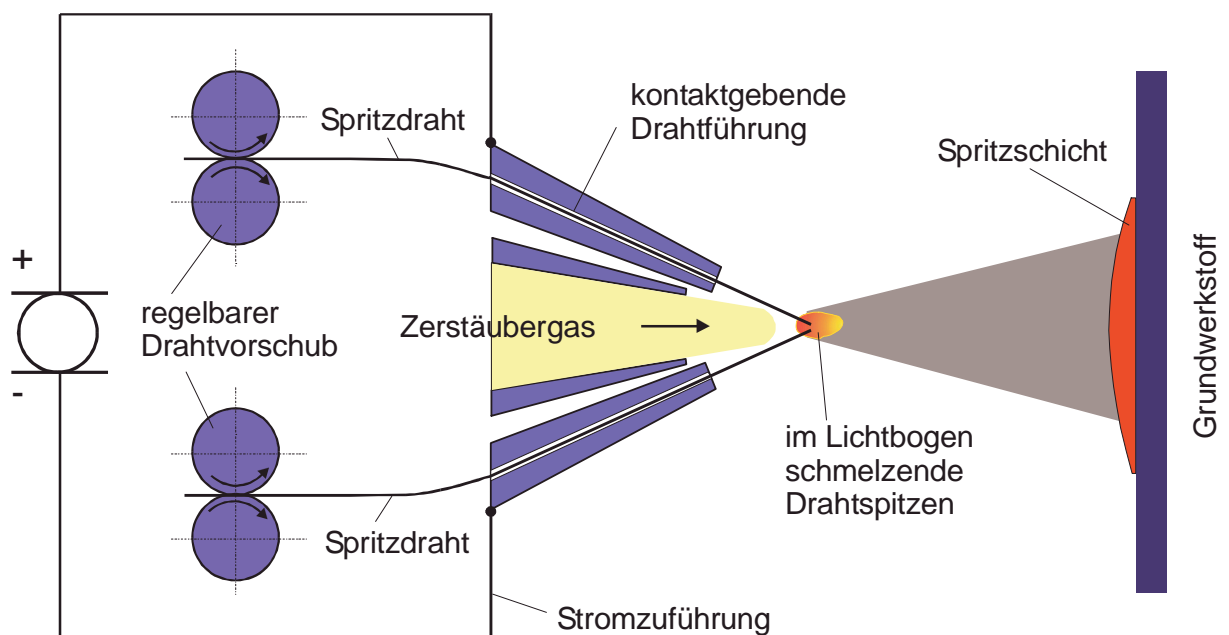 kontaktgebende
Drahtführung
Spritzdraht
Spritzschicht
+
regelbarer
Drahtvorschub
Zerstäubergas
-
Grundwerkstoff
im Lichtbogen
schmelzende
Drahtspitzen
Spritzdraht
Stromzuführung